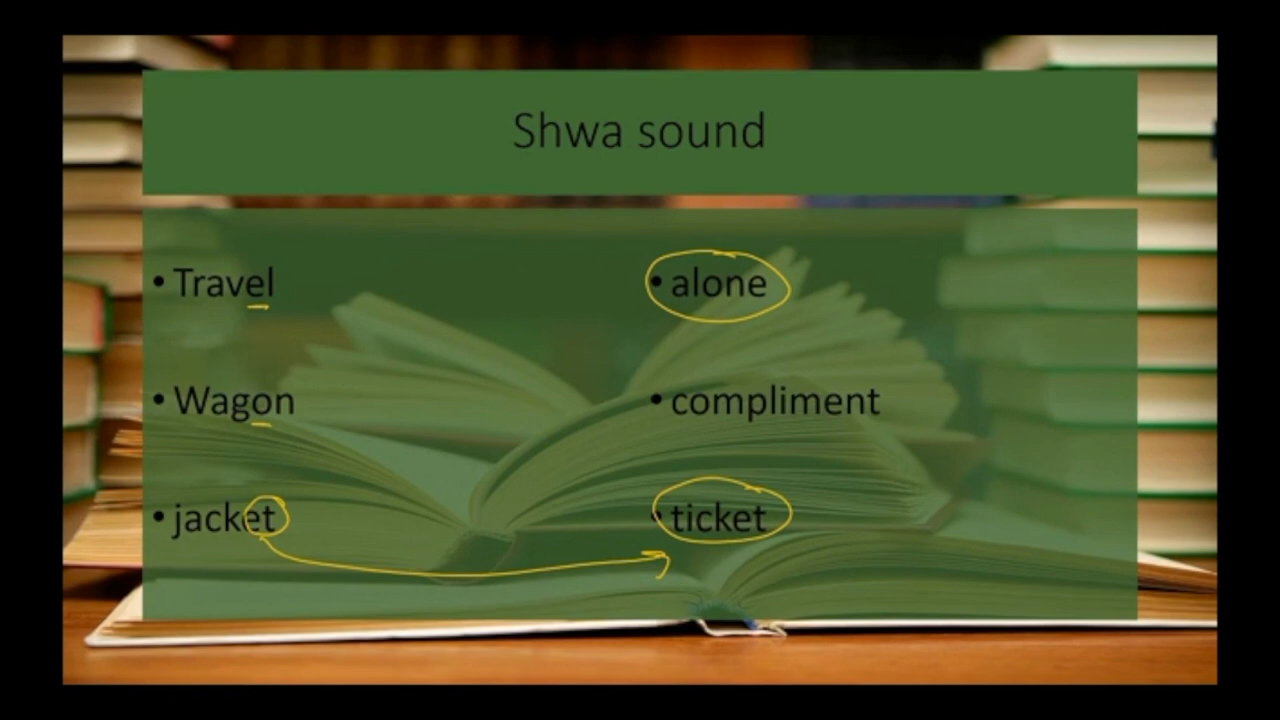 Shwa sound
• Travel
• Wagon
• jacket
• alone
• compliment
• ticket